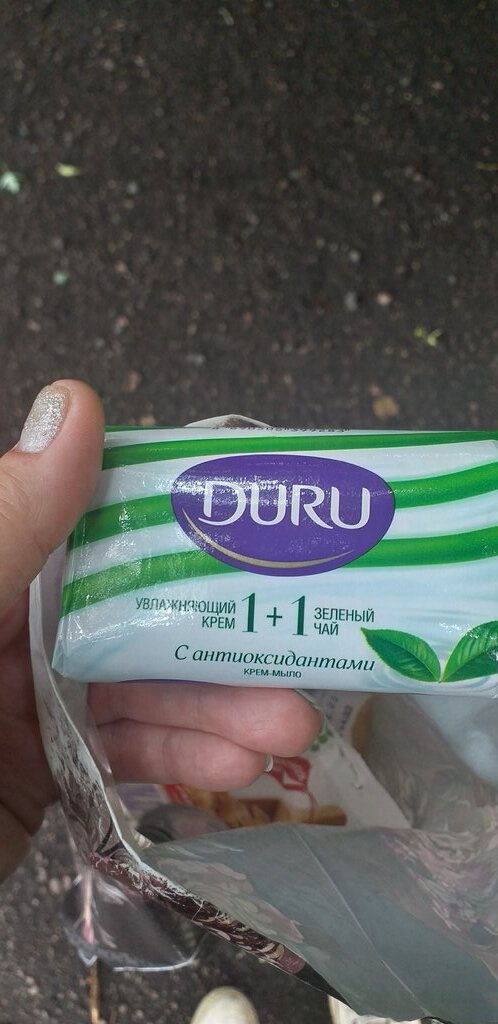 DURU
УВЛАЖНЯЮЩИЙ КРЕМ 1+1 ЗЕЛЕНЫЙ ЧАЙ
С антиоксидантами
КРЕМ-МЫЛО